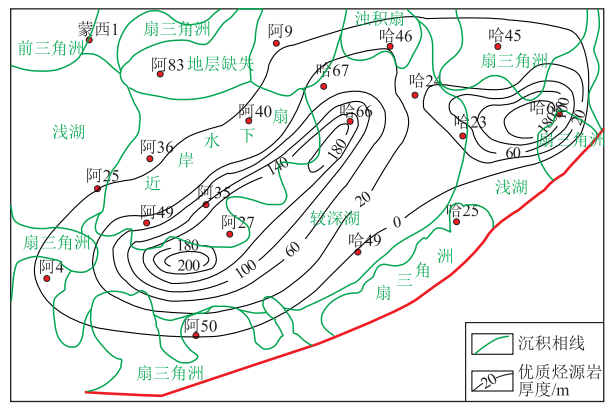 蒙西1
扇三角洲
阿9
浊积扇
哈46
哈45
前三角洲
阿83
地层缺失
扇三角洲
哈67
哈24
阿40
扇
哈66
哈23
180
20
浅湖
水
下
扇三角洲
阿36
岸
140
180
60
近
阿25
阿35
20
浅湖
阿49
阿27
较深湖
0
哈25
扇三角洲
180
60
哈49
阿4
200
100
扇三角洲
阿50
扇三角洲
沉积相线
20
优质烃源岩
厚度/m